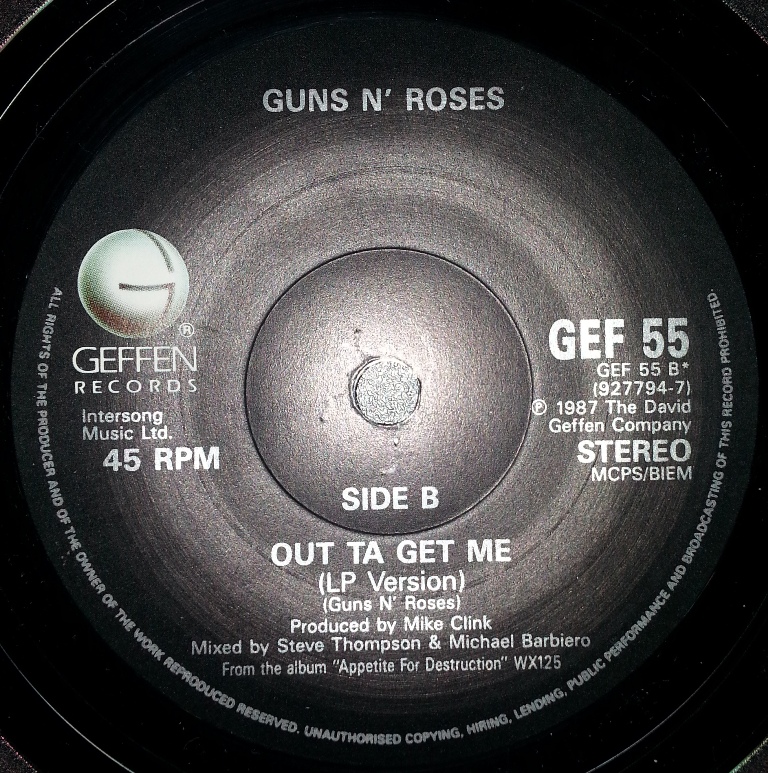 GUNS N' ROSES
G
®
GEFFEN
RECORDS
Intersong
Music Ltd.
45 RPM
GEF 55
GEF 55 B*
(927794-7)
℗ 1987 The David
Geffen Company
STEREO
MCPS/BIEM
SIDE B
OUT TA GET ME
(LP Version)
(Guns N' Roses)
Produced by Mike Clink
Mixed by Steve Thompson & Michael Barbiero
From the album "Appetite For Destruction" WX125
ALL RIGHTS OF THE PRODUCER AND OF THE OWNER OF THE WORK REPRODUCED RESERVED. UNAUTHORISED COPYING, HIRING, LENDING, PUBLIC PERFORMANCE AND BROADCASTING OF THIS RECORD PROHIBITED.